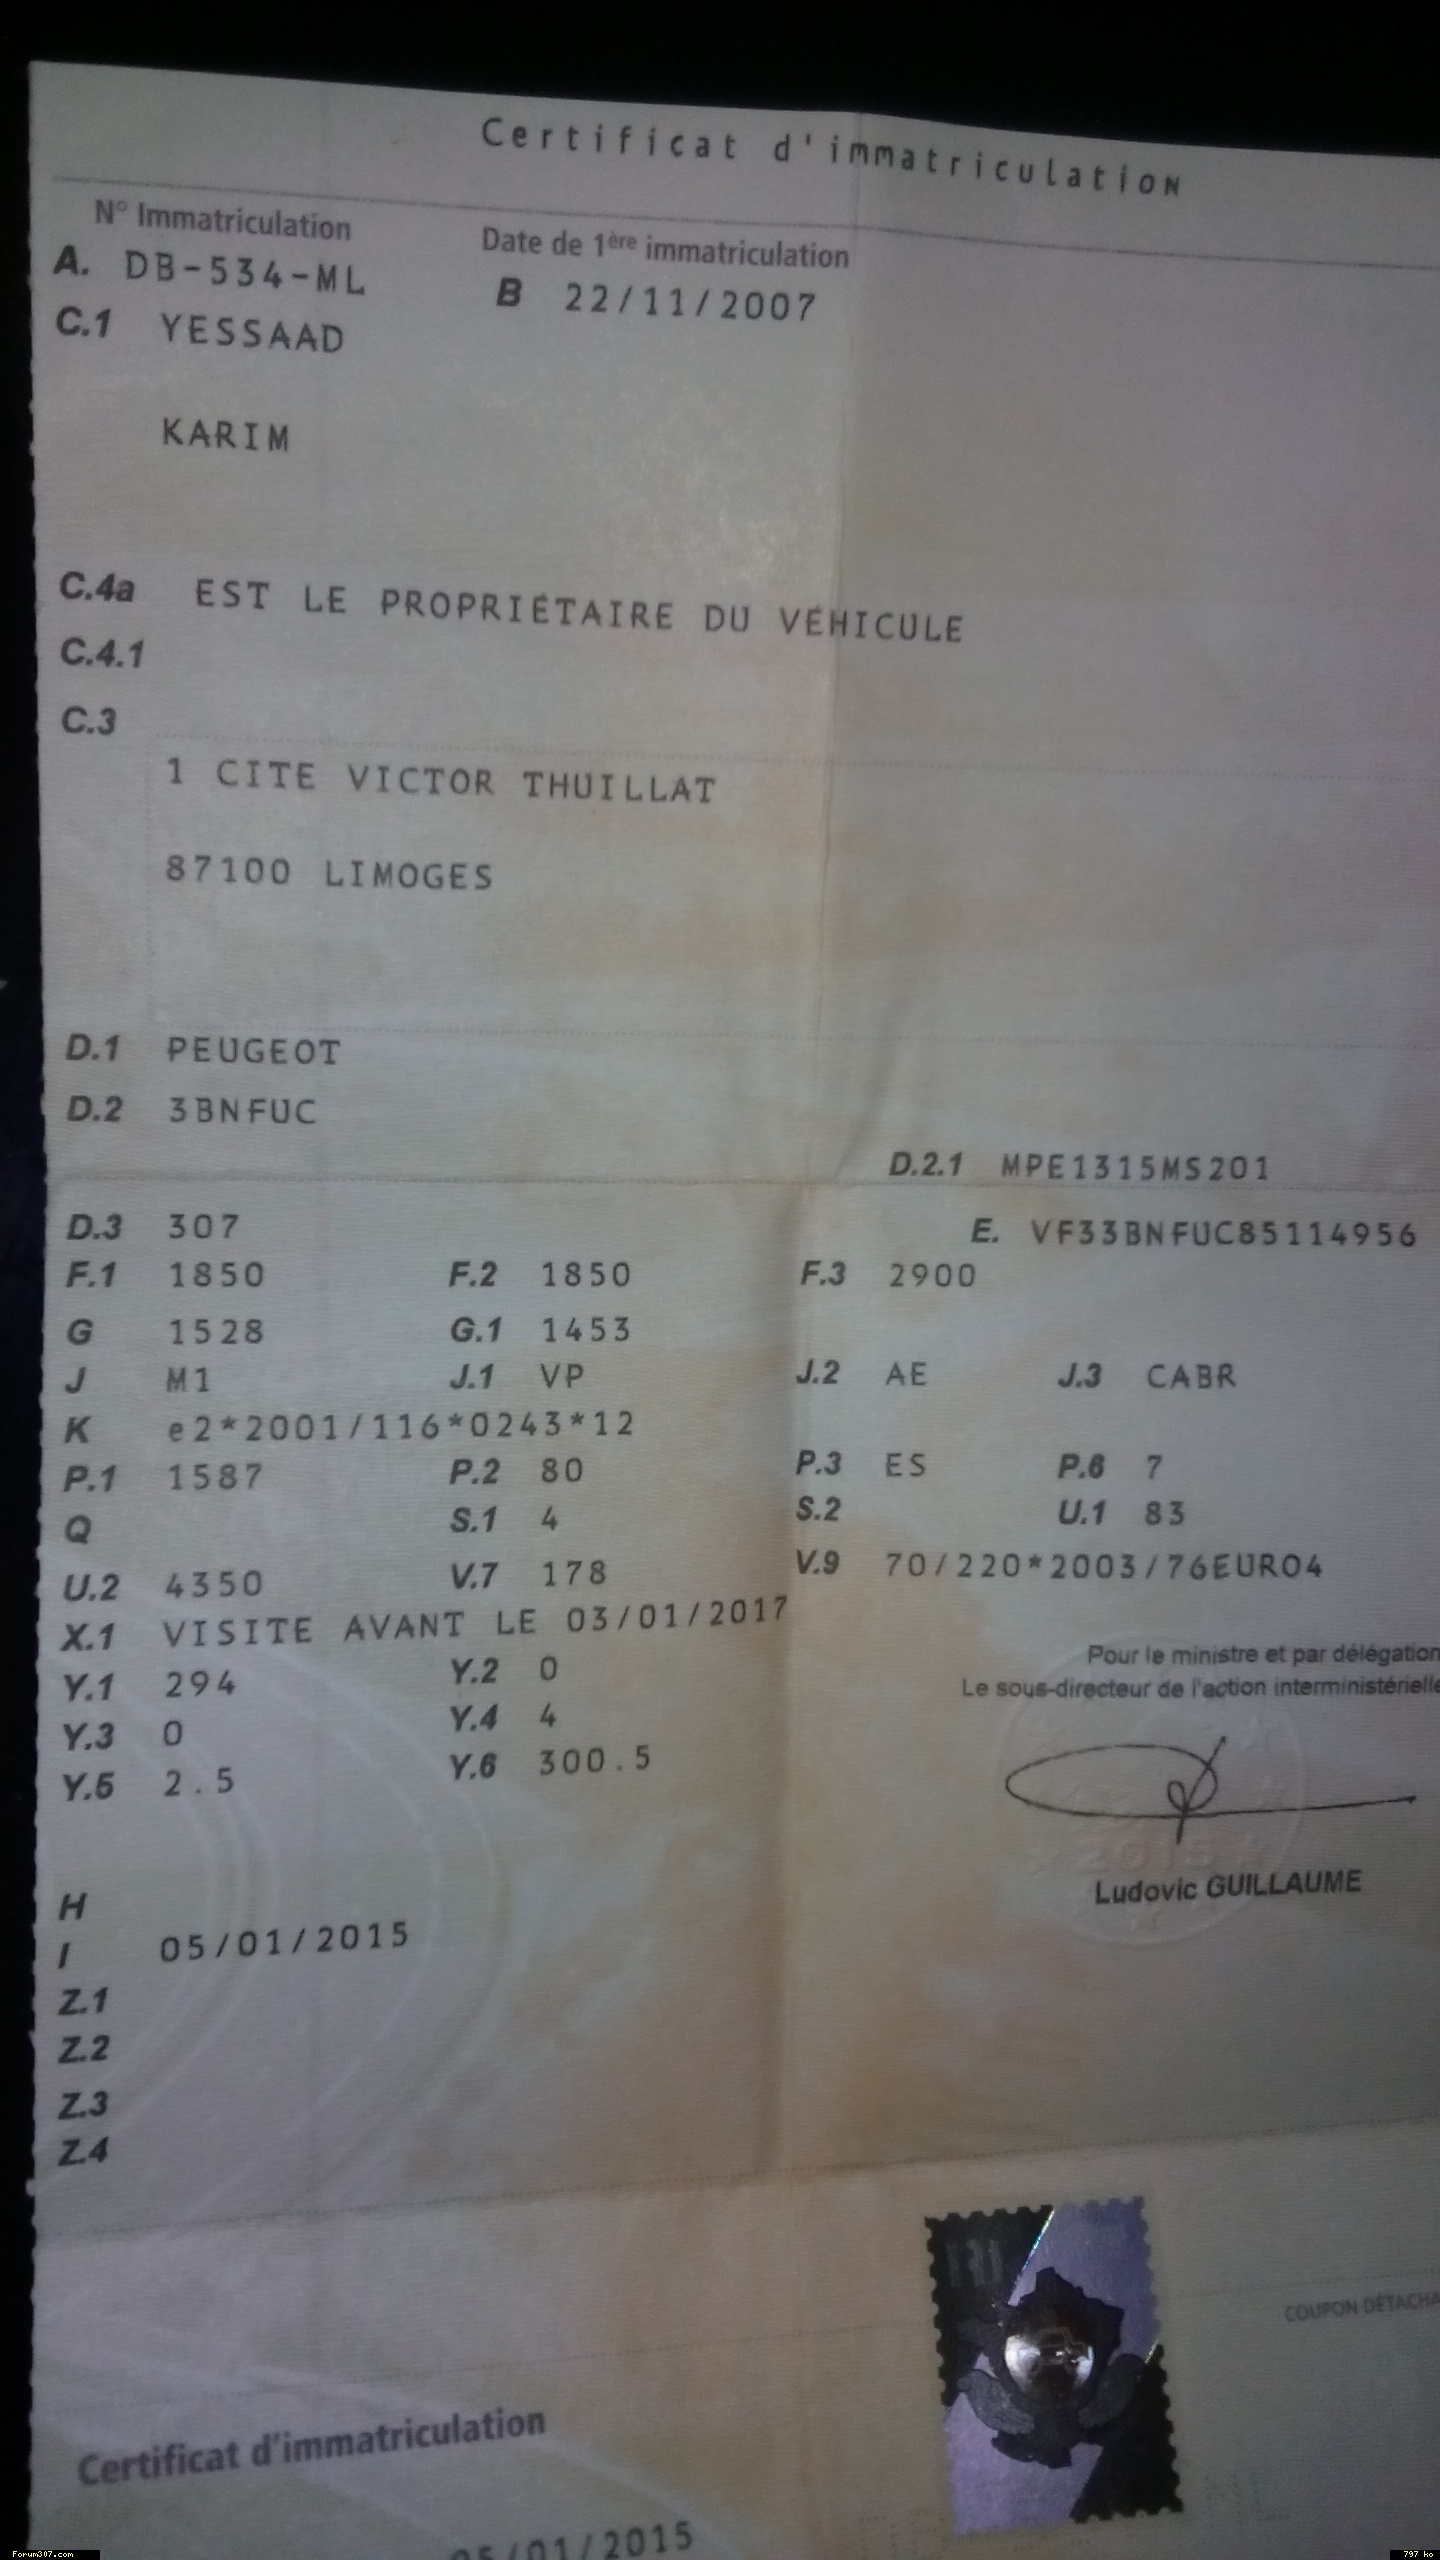 Certificat d'immatriculation
N° Immatriculation Date de 1ère immatriculation
A. DB-534-ML B 22/11/2007
C.1 YESSAAD
KARIM
C.4a EST LE PROPRIÉTAIRE DU VÉHICULE
C.4.1
C.3
1 CITE VICTOR THUILLAT
87100 LIMOGES
D.1 PEUGEOT
D.2 3BNFUC
D.2.1 MPE1315MS201
D.3 307 E. VF33BNFUC85114956
F.1 1850 F.2 1850 F.3 2900
G 1528 G.1 1453
J M1 J.1 VP J.2 AE J.3 CABR
K e2*2001/116*0243*12
P.1 1587 P.2 80 P.3 ES P.6 7
Q S.1 4 S.2 U.1 83
U.2 4350 V.7 178 V.9 70/220*2003/76EURO4
X.1 VISITE AVANT LE 03/01/2017
Y.1 294 Y.2 0
Y.3 0 Y.4 4
Y.5 2.5 Y.6 300.5
Pour le ministre et par délégation
Le sous-directeur de l'action interministérielle
2015
Ludovic GUILLAUME
H
I 05/01/2015
Z.1
Z.2
Z.3
Z.4
COUPON DÉTACHA
Certificat d'immatriculation
05/01/2015
Forum307.com 797 ko